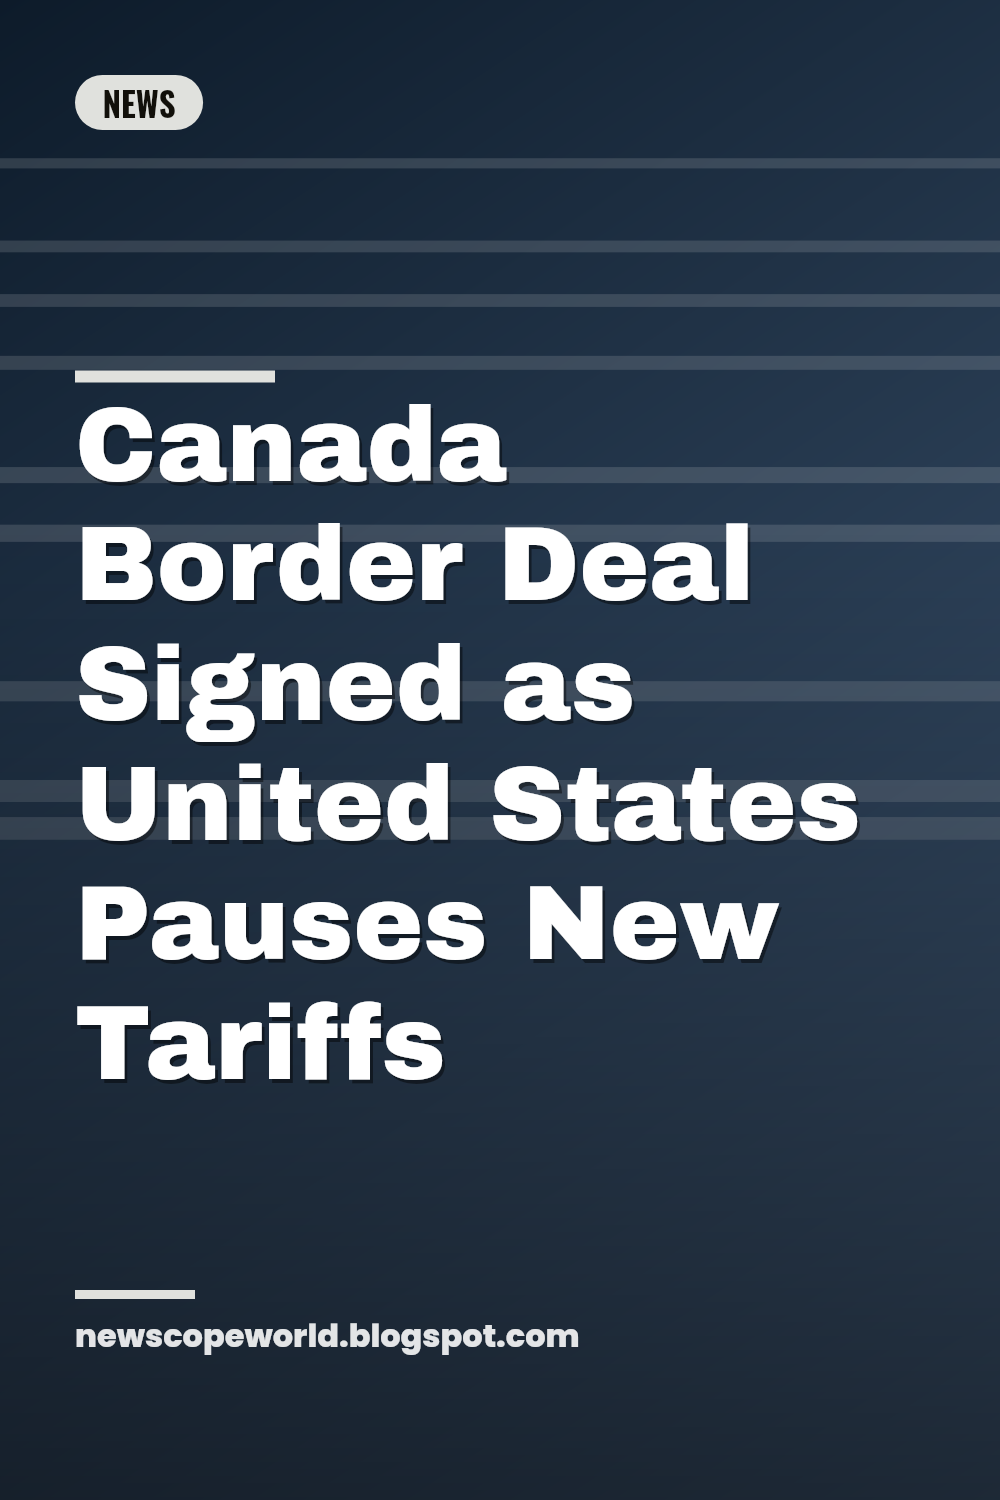 NEWS
Canada
Border Deal
Signed as
United States
Pauses New
Tariffs
newscopeworld.blogspot.com